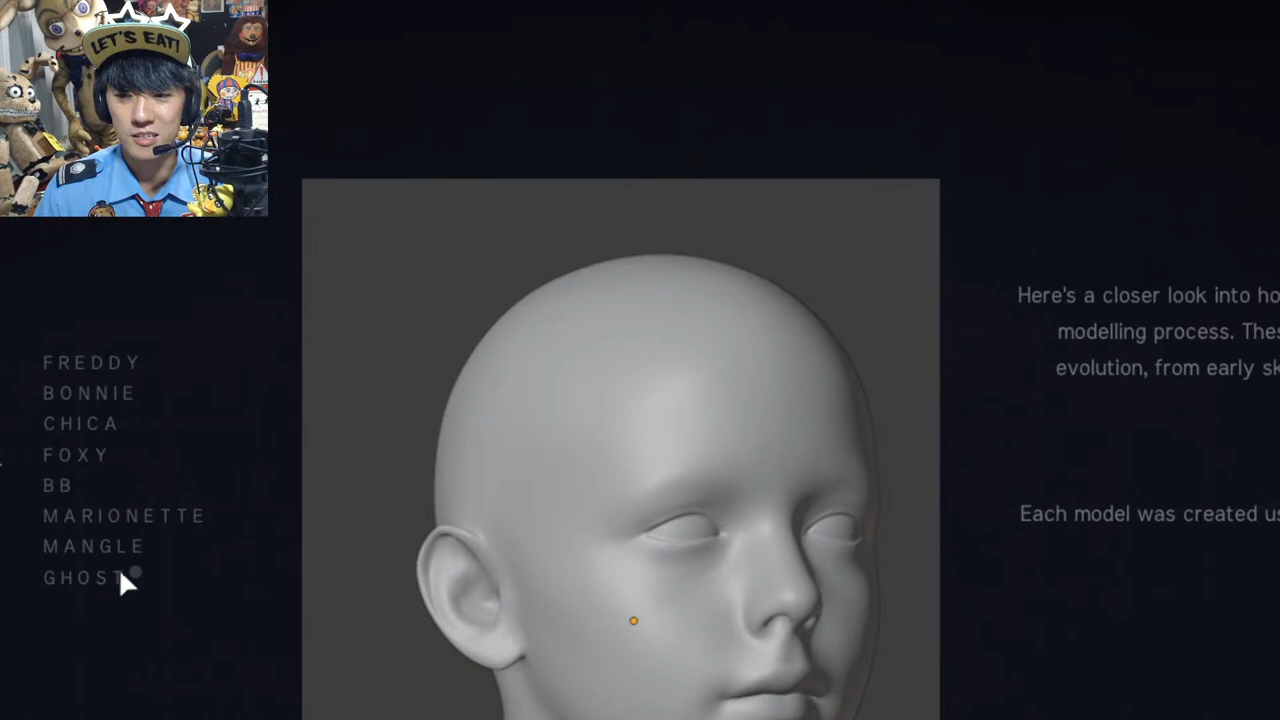 LET'S EAT!
FREDDY
BONNIE
CHICA
FOXY
BB
MARIONETTE
MANGLE
GHOST
Here's a closer look into ho
modelling process. Thes
evolution, from early sk
Each model was created us